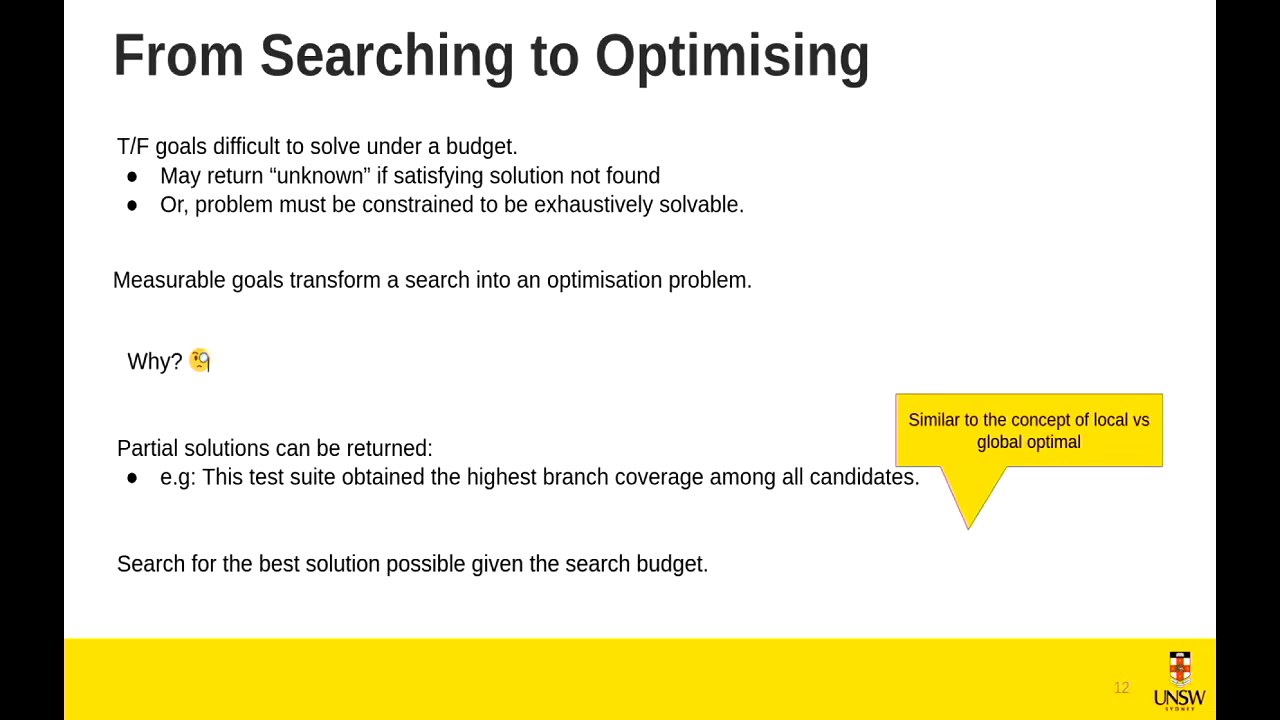 From Searching to Optimising
T/F goals difficult to solve under a budget.
● May return “unknown” if satisfying solution not found
● Or, problem must be constrained to be exhaustively solvable.
Measurable goals transform a search into an optimisation problem.
Why? 🧐
Similar to the concept of local vs
global optimal
Partial solutions can be returned:
● e.g: This test suite obtained the highest branch coverage among all candidates.
Search for the best solution possible given the search budget.
12
UNSW
SYDNEY